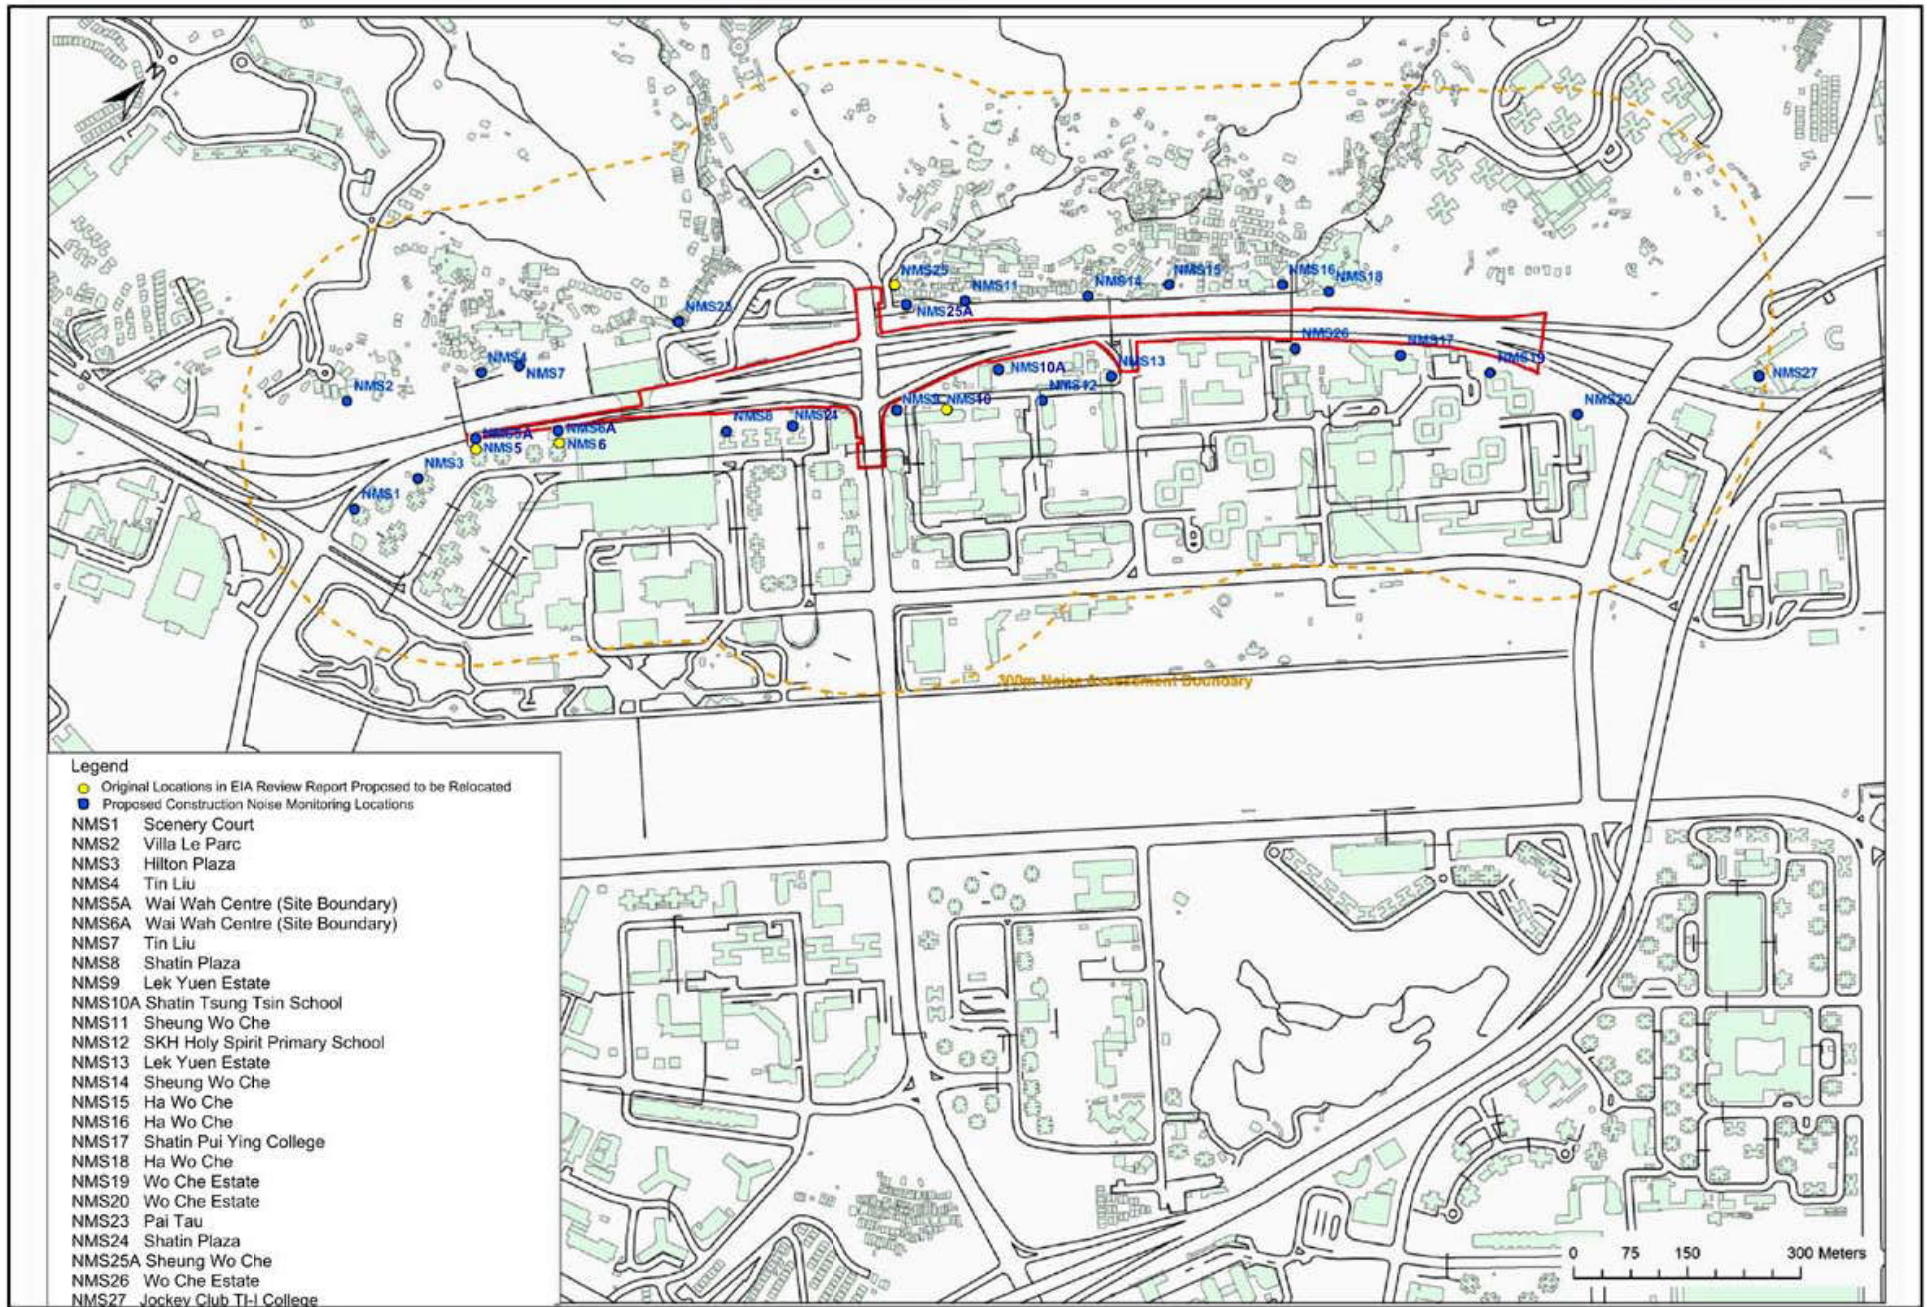 N
NMS25
NMS11
NMS14
NMS15
NMS16
NMS18
NMS25A
NMS23
NMS26
NMS17
NMS19
NMS27
NMS20
NMS4
NMS7
NMS2
NMS10A
NMS13
NMS12
NMS9
NMS10
NMS8
NMS24
NMS5A
NMS5
NMS6A
NMS6
NMS3
NMS1
300m Noise Assessment Boundary
Legend
Original Locations in EIA Review Report Proposed to be Relocated
Proposed Construction Noise Monitoring Locations
NMS1 Scenery Court
NMS2 Villa Le Parc
NMS3 Hilton Plaza
NMS4 Tin Liu
NMS5A Wai Wah Centre (Site Boundary)
NMS6A Wai Wah Centre (Site Boundary)
NMS7 Tin Liu
NMS8 Shatin Plaza
NMS9 Lek Yuen Estate
NMS10A Shatin Tsung Tsin School
NMS11 Sheung Wo Che
NMS12 SKH Holy Spirit Primary School
NMS13 Lek Yuen Estate
NMS14 Sheung Wo Che
NMS15 Ha Wo Che
NMS16 Ha Wo Che
NMS17 Shatin Pui Ying College
NMS18 Ha Wo Che
NMS19 Wo Che Estate
NMS20 Wo Che Estate
NMS23 Pai Tau
NMS24 Shatin Plaza
NMS25A Sheung Wo Che
NMS26 Wo Che Estate
NMS27 Jockey Club TI-I College
0 75 150 300 Meters